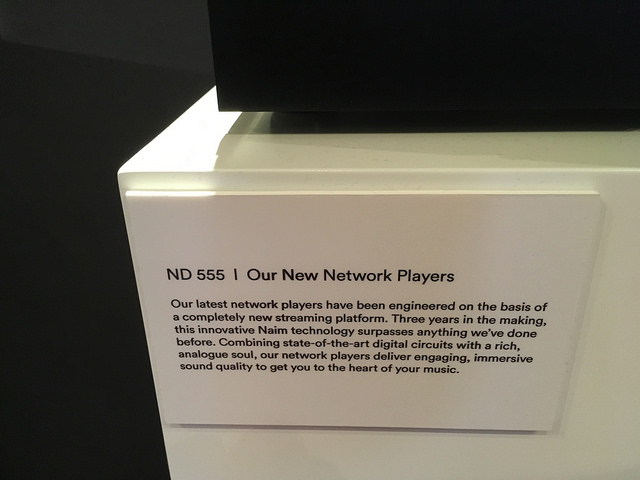 ND 555 | Our New Network Players
Our latest network players have been engineered on the basis of
a completely new streaming platform. Three years in the making,
this innovative Naim technology surpasses anything we've done
before. Combining state-of-the-art digital circuits with a rich,
analogue soul, our network players deliver engaging, immersive
sound quality to get you to the heart of your music.